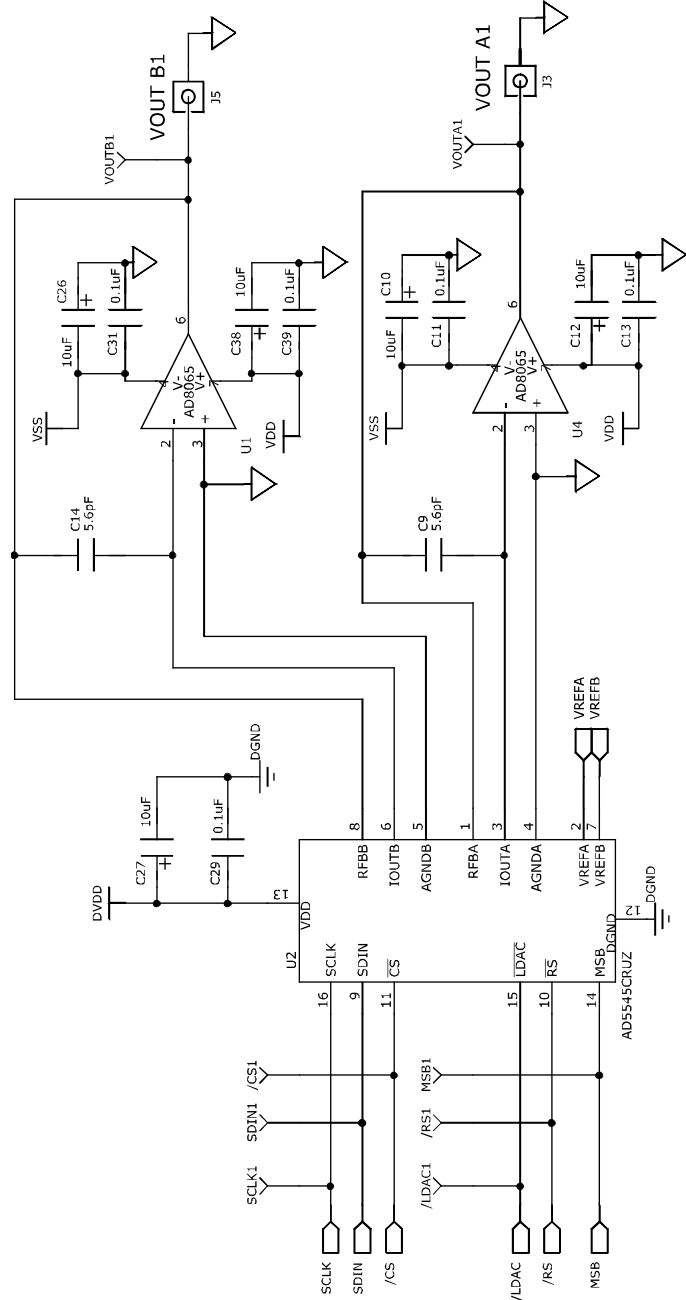 VOUT B1
J5
VOUTB1
C26
10uF
C31
0.1uF
VSS
6
4
V-
V+
7
AD8065
-
+
2
3
U1
C38
10uF
C39
0.1uF
VDD
C14
5.6pF
VOUT A1
J3
VOUTA1
C10
10uF
C11
0.1uF
VSS
6
4
V-
V+
7
AD8065
-
+
2
3
U4
C12
10uF
C13
0.1uF
VDD
C9
5.6pF
DVDD
C27
10uF
C29
0.1uF
DGND
13
VDD
U2
8
RFBB
6
IOUTB
5
AGNDB
1
RFBA
3
IOUTA
4
AGNDA
2
VREFA
7
VREFB
VREFA
VREFB
12
DGND
DGND
AD5545CRUZ
SCLK
16
SDIN
9
CS
11
LDAC
15
RS
10
MSB
14
/CS1
SDIN1
SCLK1
MSB1
/RS1
/LDAC1
SCLK
SDIN
/CS
/LDAC
/RS
MSB